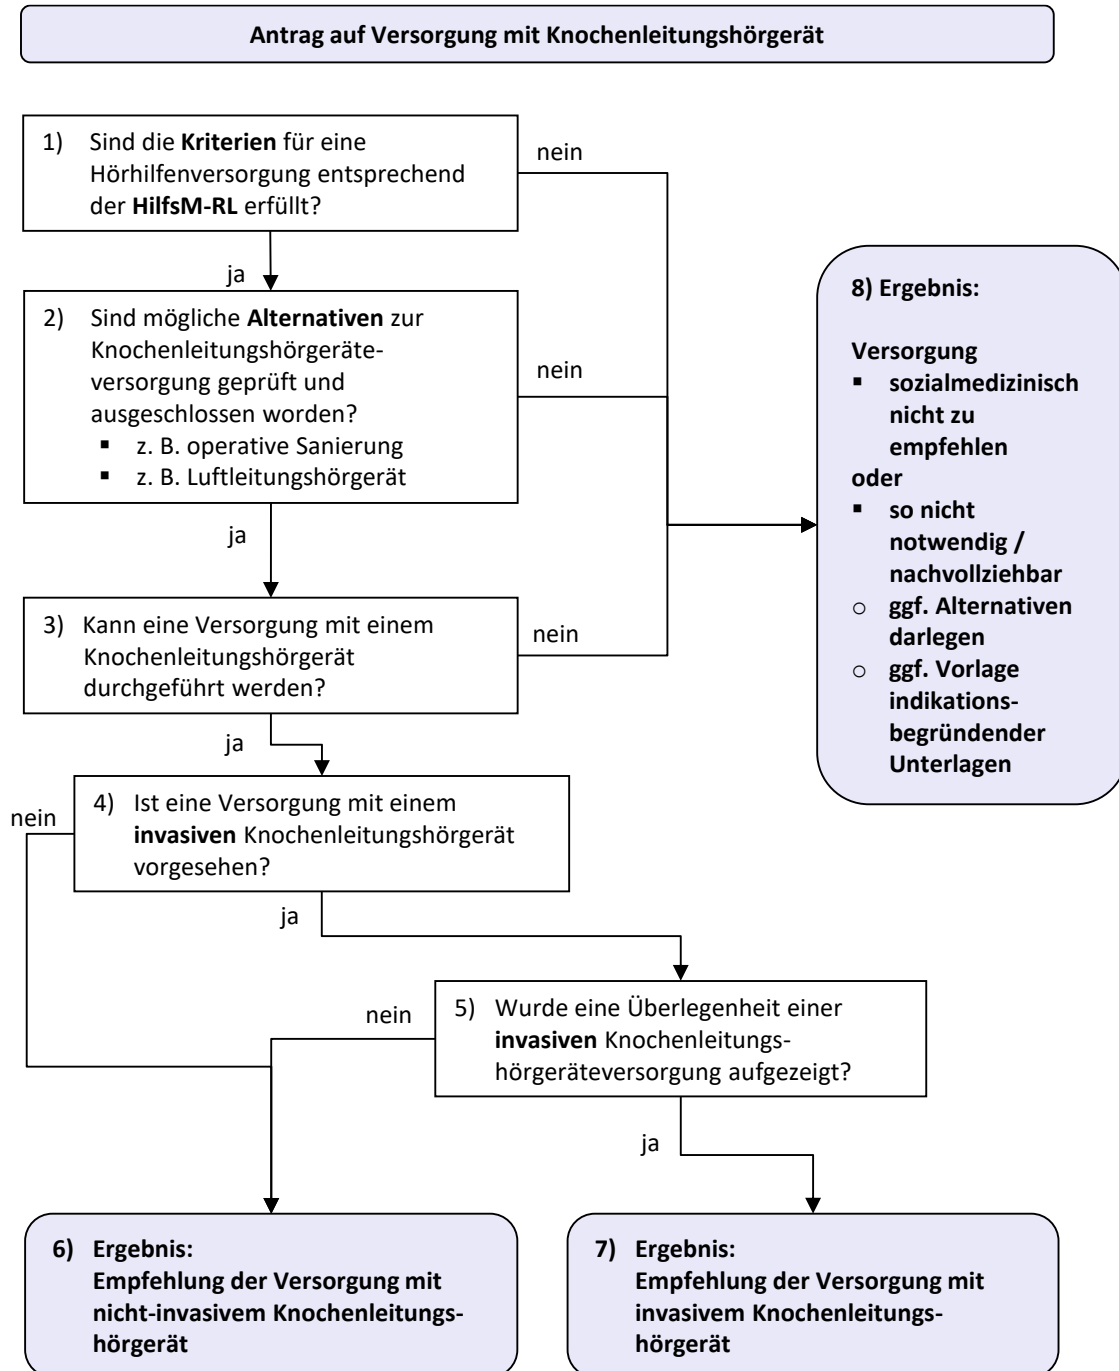 Antrag auf Versorgung mit Knochenleitungshörgerät
1) Sind die Kriterien für eine
Hörhilfenversorgung entsprechend
der HilfsM-RL erfüllt?
nein
ja
2) Sind mögliche Alternativen zur
Knochenleitungshörgeräte-
versorgung geprüft und
ausgeschlossen worden?
▪ z. B. operative Sanierung
▪ z. B. Luftleitungshörgerät
nein
ja
3) Kann eine Versorgung mit einem
Knochenleitungshörgerät
durchgeführt werden?
nein
ja
8) Ergebnis:
Versorgung
▪ sozialmedizinisch
nicht zu
empfehlen
oder
▪ so nicht
notwendig /
nachvollziehbar
o ggf. Alternativen
darlegen
o ggf. Vorlage
indikations-
begründender
Unterlagen
4) Ist eine Versorgung mit einem
invasiven Knochenleitungshörgerät
vorgesehen?
nein
ja
5) Wurde eine Überlegenheit einer
invasiven Knochenleitungs-
hörgeräteversorgung aufgezeigt?
nein
ja
6) Ergebnis:
Empfehlung der Versorgung mit
nicht-invasivem Knochenleitungs-
hörgerät
7) Ergebnis:
Empfehlung der Versorgung mit
invasivem Knochenleitungs-
hörgerät